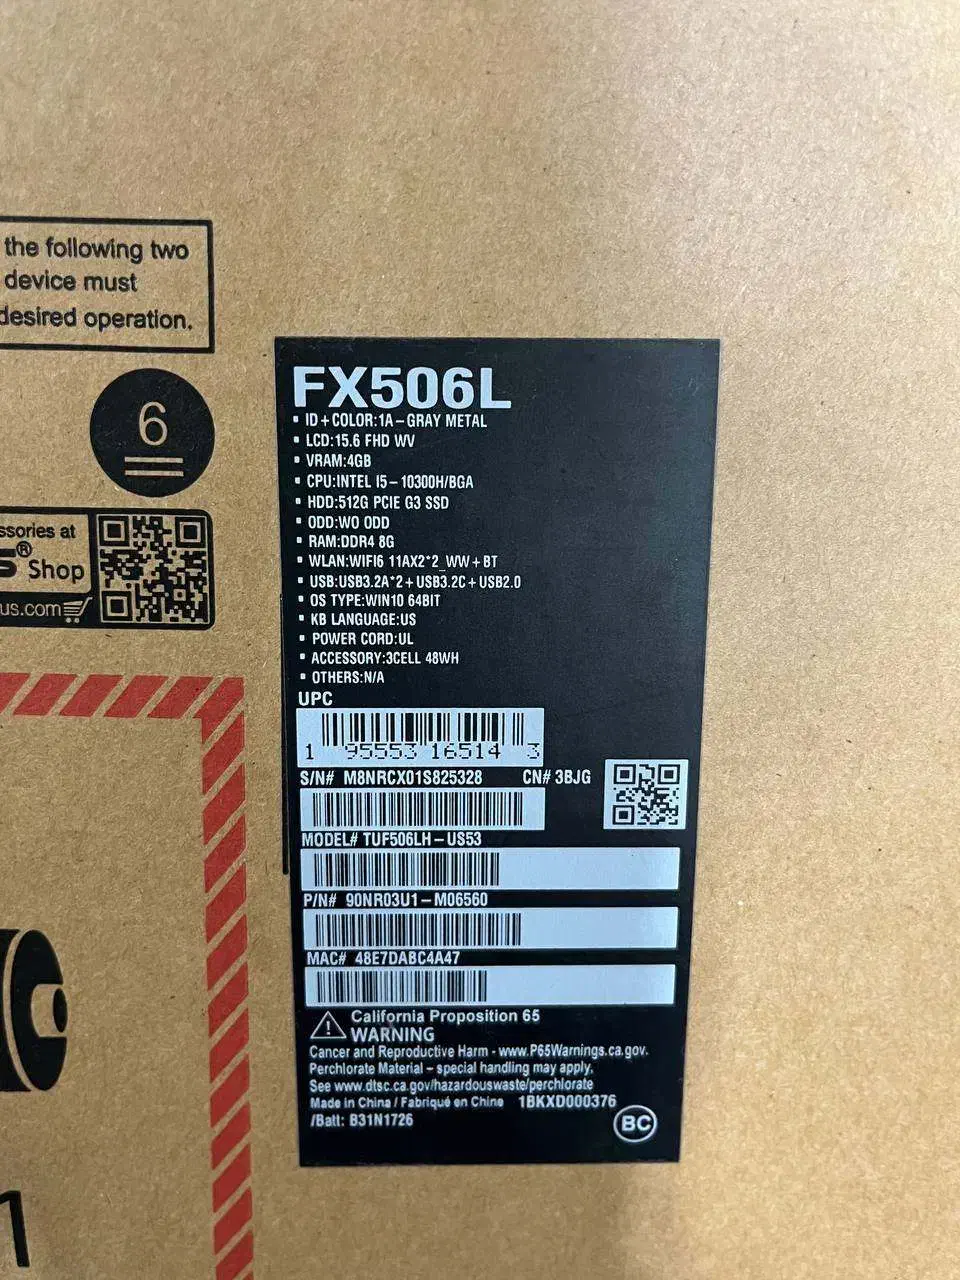 the following two
device must
desired operation.
6
ssories at
S® Shop
us.com
FX506L
▪ ID+COLOR:1A-GRAY METAL
▪ LCD:15.6 FHD WV
▪ VRAM:4GB
▪ CPU:INTEL I5-10300H/BGA
▪ HDD:512G PCIE G3 SSD
▪ ODD:WO ODD
▪ RAM:DDR4 8G
▪ WLAN:WIFI6 11AX2*2_WW+BT
▪ USB:USB3.2A*2+USB3.2C+USB2.0
▪ OS TYPE:WIN10 64BIT
▪ KB LANGUAGE:US
▪ POWER CORD:UL
▪ ACCESSORY:3CELL 48WH
▪ OTHERS:N/A
UPC
1 95553 16514 3
S/N# M8NRCX01S825328 CN# 3BJG
MODEL# TUF506LH-US53
P/N# 90NR03U1-M06560
MAC# 48E7DABC4A47
California Proposition 65
WARNING
Cancer and Reproductive Harm - www.P65Warnings.ca.gov.
Perchlorate Material - special handling may apply.
See www.dtsc.ca.gov/hazardouswaste/perchlorate
Made in China / Fabriqué en Chine 1BKXD000376
/Batt: B31N1726
BC
1